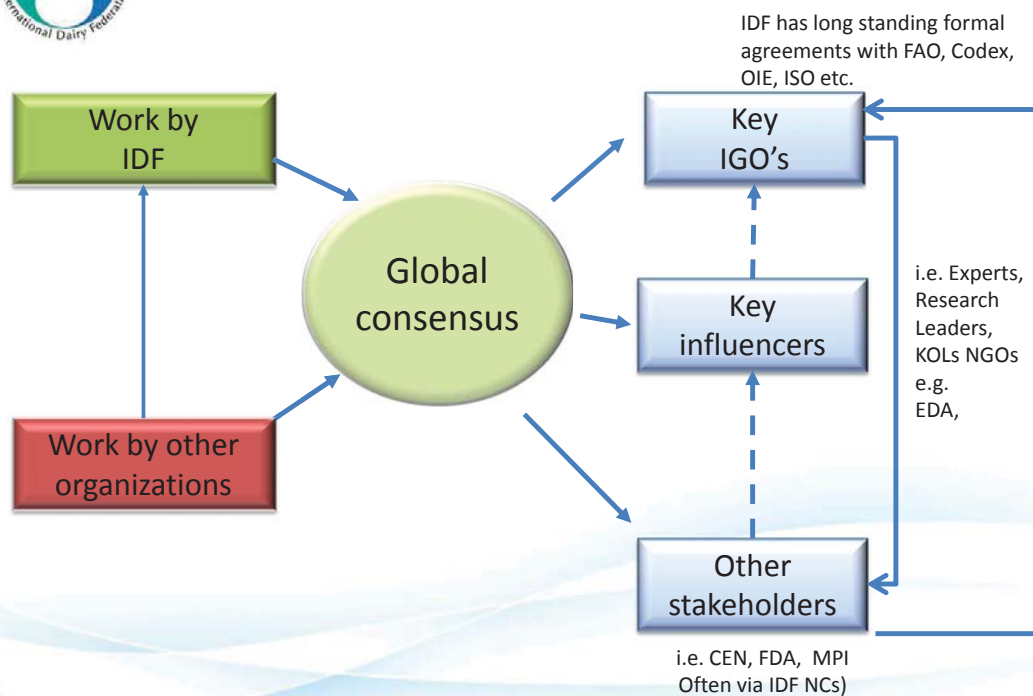 International Dairy Federation
IDF has long standing formal
agreements with FAO, Codex,
OIE, ISO etc.
Work by
IDF
Key
IGO's
Global
consensus
Key
influencers
i.e. Experts,
Research
Leaders,
KOLs NGOs
e.g.
EDA,
Work by other
organizations
Other
stakeholders
i.e. CEN, FDA, MPI
Often via IDF NCs)